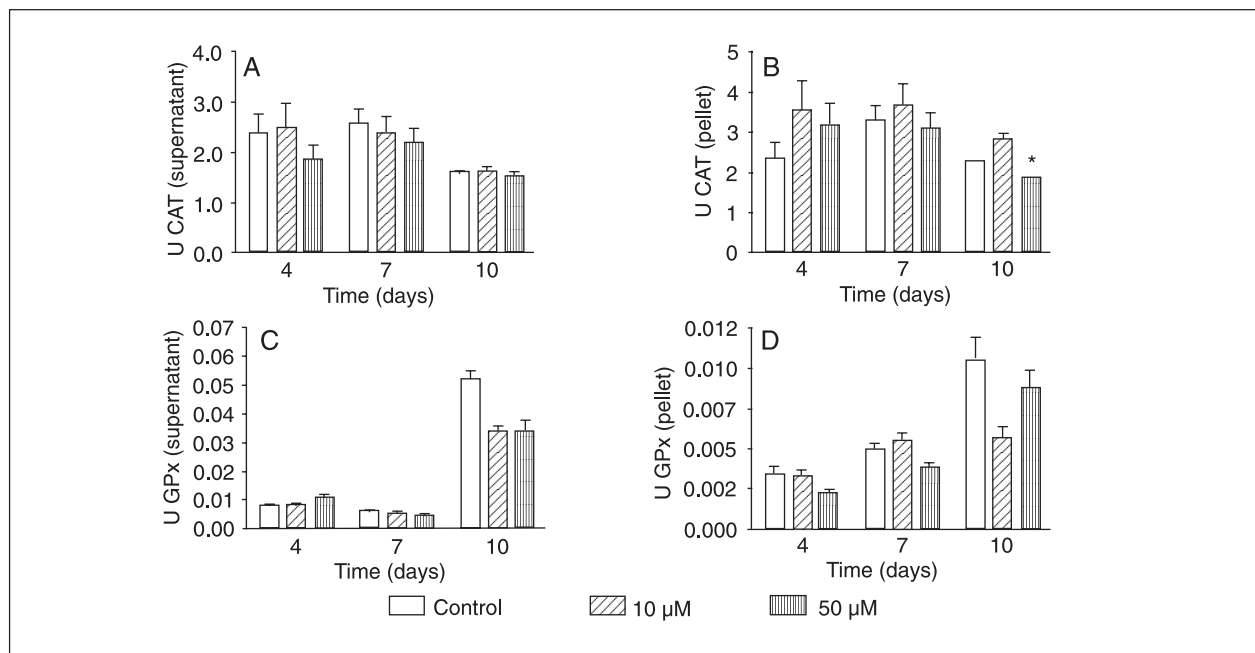 A
U CAT (supernatant)
4.0
3.0
2.0
1.0
0.0
4 7 10
Time (days)
B
U CAT (pellet)
5
4
3
2
1
0
*
4 7 10
Time (days)
C
U GPx (supernatant)
0.07
0.06
0.05
0.04
0.03
0.02
0.01
0.00
4 7 10
Time (days)
D
U GPx (pellet)
0.012
0.010
0.007
0.005
0.002
0.000
4 7 10
Time (days)
Control 10 µM 50 µM